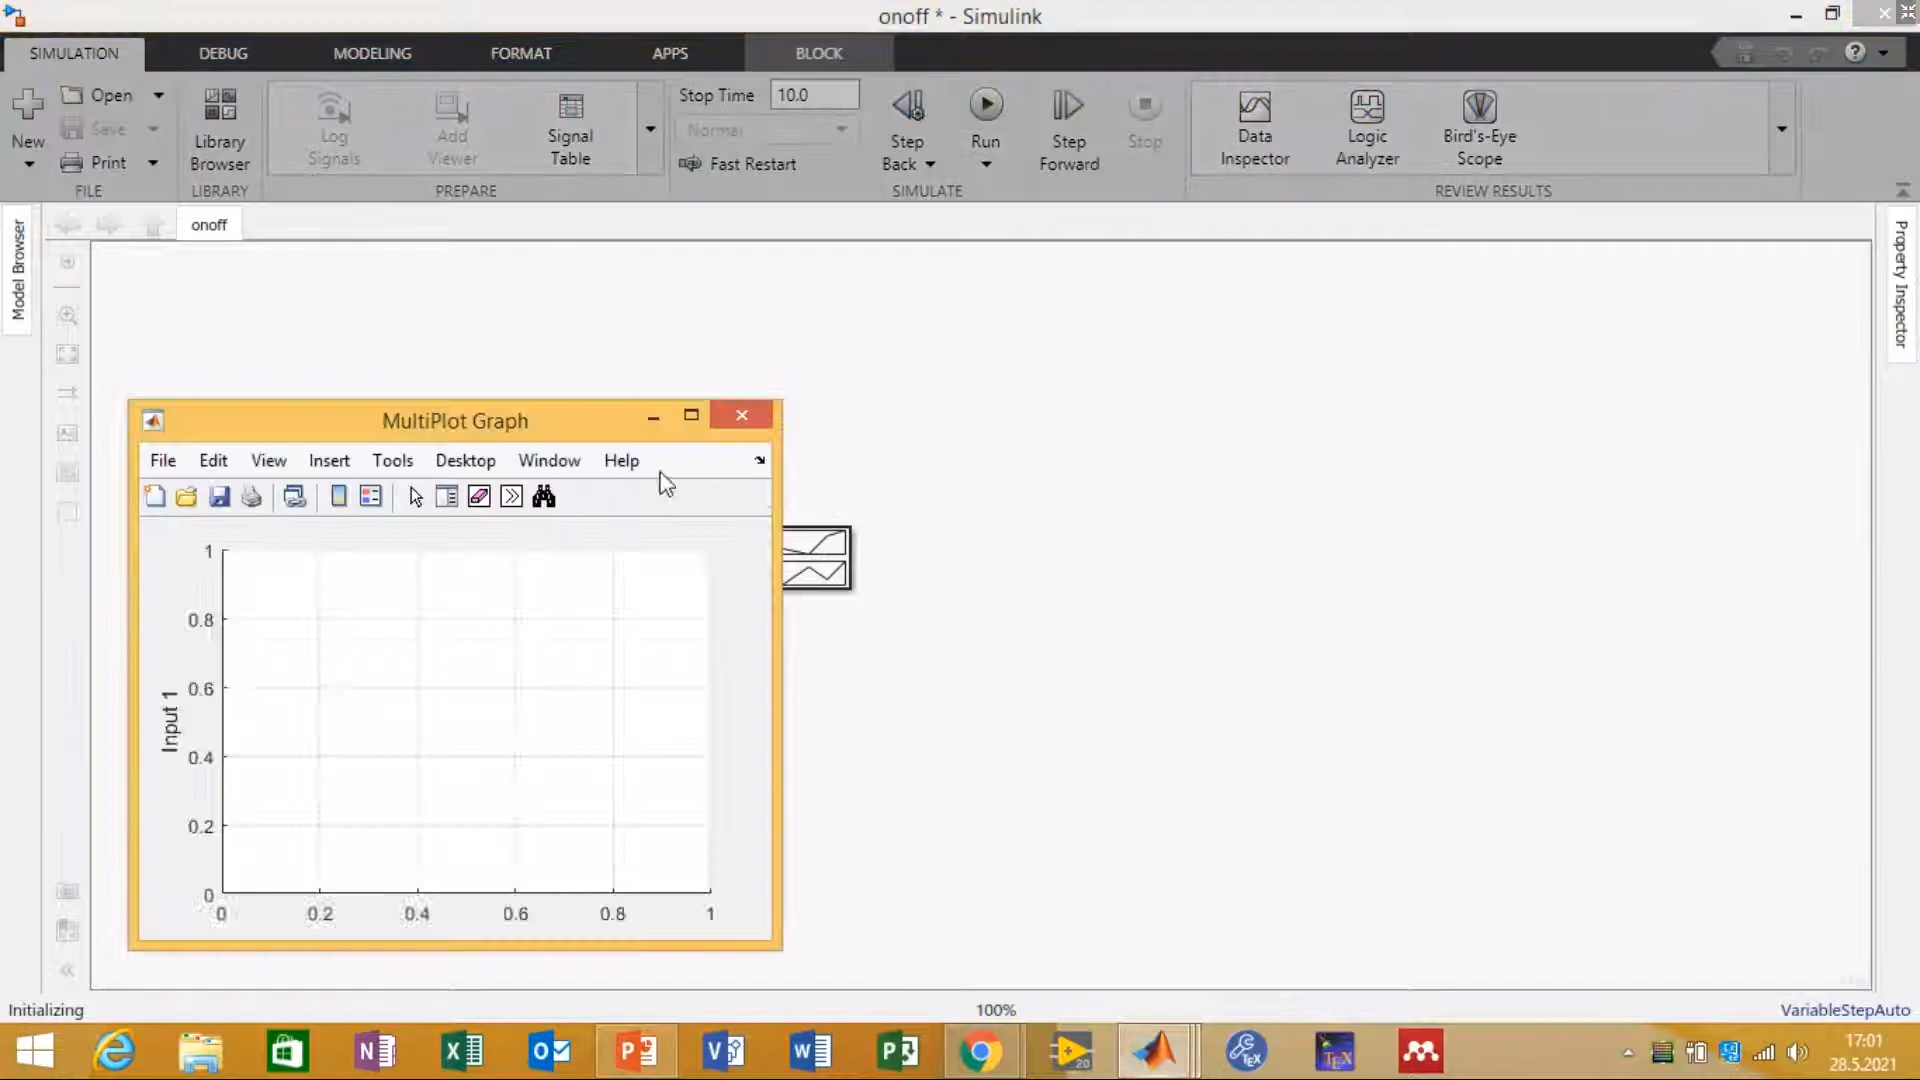 onoff * - Simulink
SIMULATION DEBUG MODELING FORMAT APPS BLOCK
New
Open
Save
Print
FILE
Library
Browser
LIBRARY
Log
Signals
Add
Viewer
Signal
Table
PREPARE
Stop Time 10.0
Normal
Fast Restart
Step
Back
Run
Step
Forward
Stop
SIMULATE
Data
Inspector
Logic
Analyzer
Bird's-Eye
Scope
REVIEW RESULTS
onoff
Model Browser
Property Inspector
MultiPlot Graph
File Edit View Insert Tools Desktop Window Help
1
0.8
0.6
0.4
0.2
0
Input 1
0 0.2 0.4 0.6 0.8 1
Initializing 100% VariableStepAuto
17:01
28.5.2021